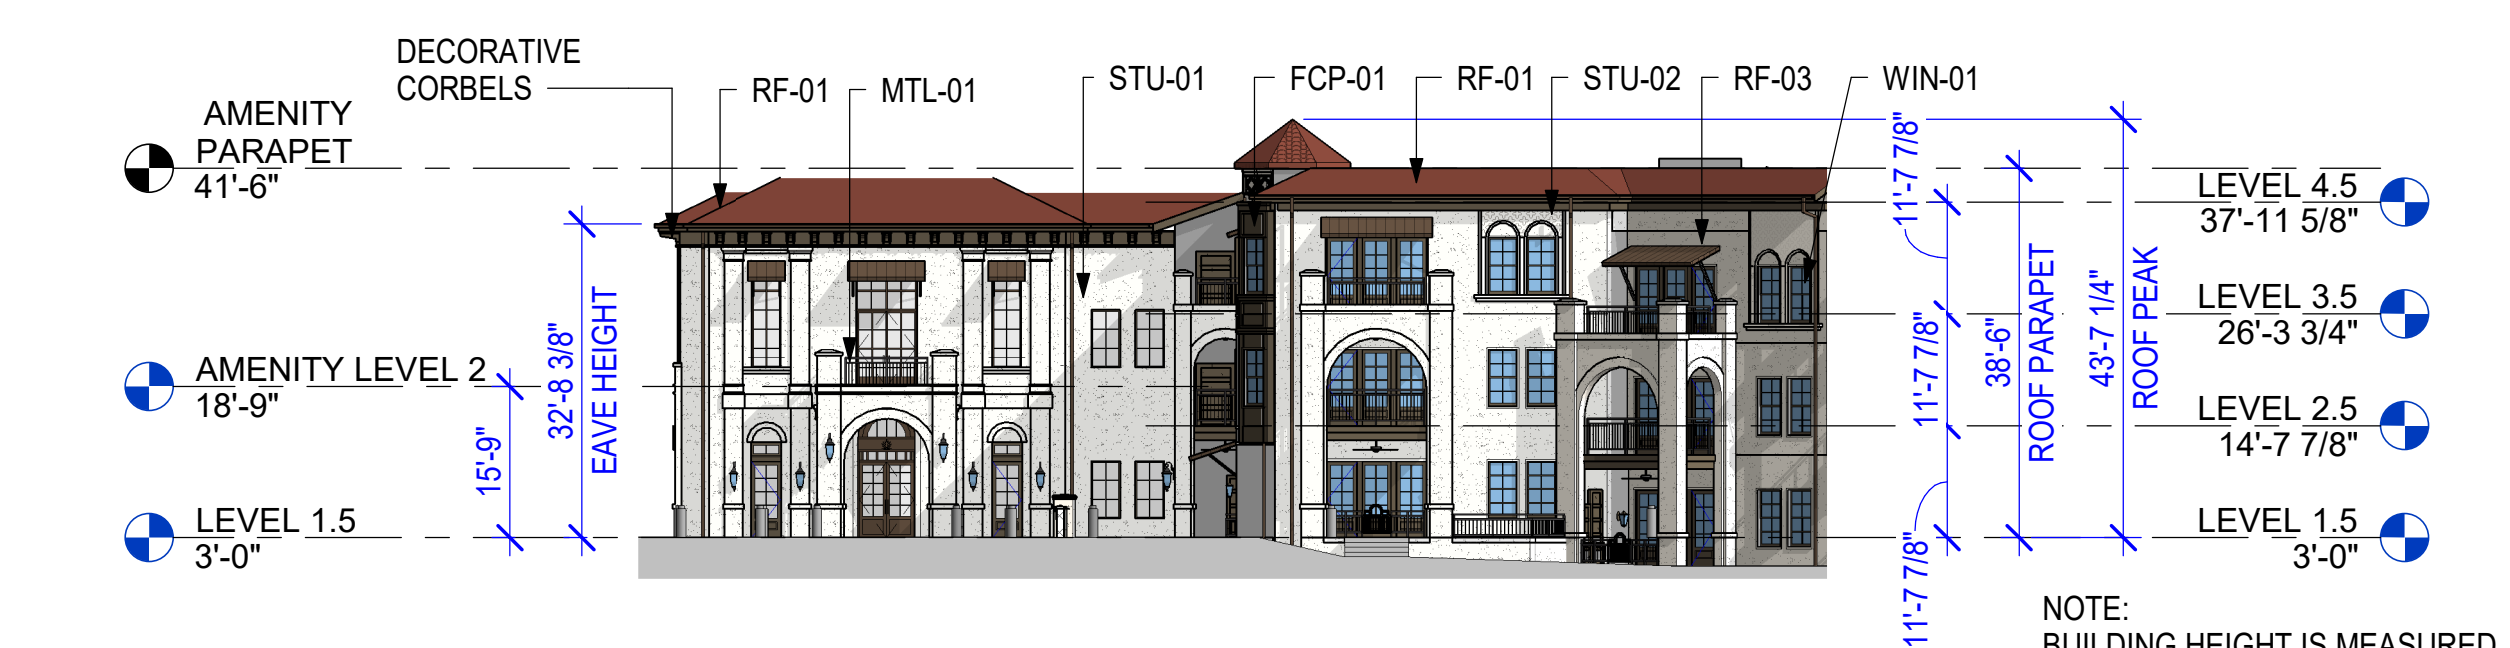 DECORATIVE
CORBELS
RF-01
MTL-01
STU-01
FCP-01
RF-01
STU-02
RF-03
WIN-01
AMENITY
PARAPET
41'-6"
AMENITY LEVEL 2
18'-9"
LEVEL 1.5
3'-0"
15'-9"
32'-8 3/8"
EAVE HEIGHT
11'-7 7/8"
11'-7 7/8"
11'-7 7/8"
38'-6"
ROOF PARAPET
43'-7 1/4"
ROOF PEAK
LEVEL 4.5
37'-11 5/8"
LEVEL 3.5
26'-3 3/4"
LEVEL 2.5
14'-7 7/8"
LEVEL 1.5
3'-0"
NOTE:
BUILDING HEIGHT IS MEASURED